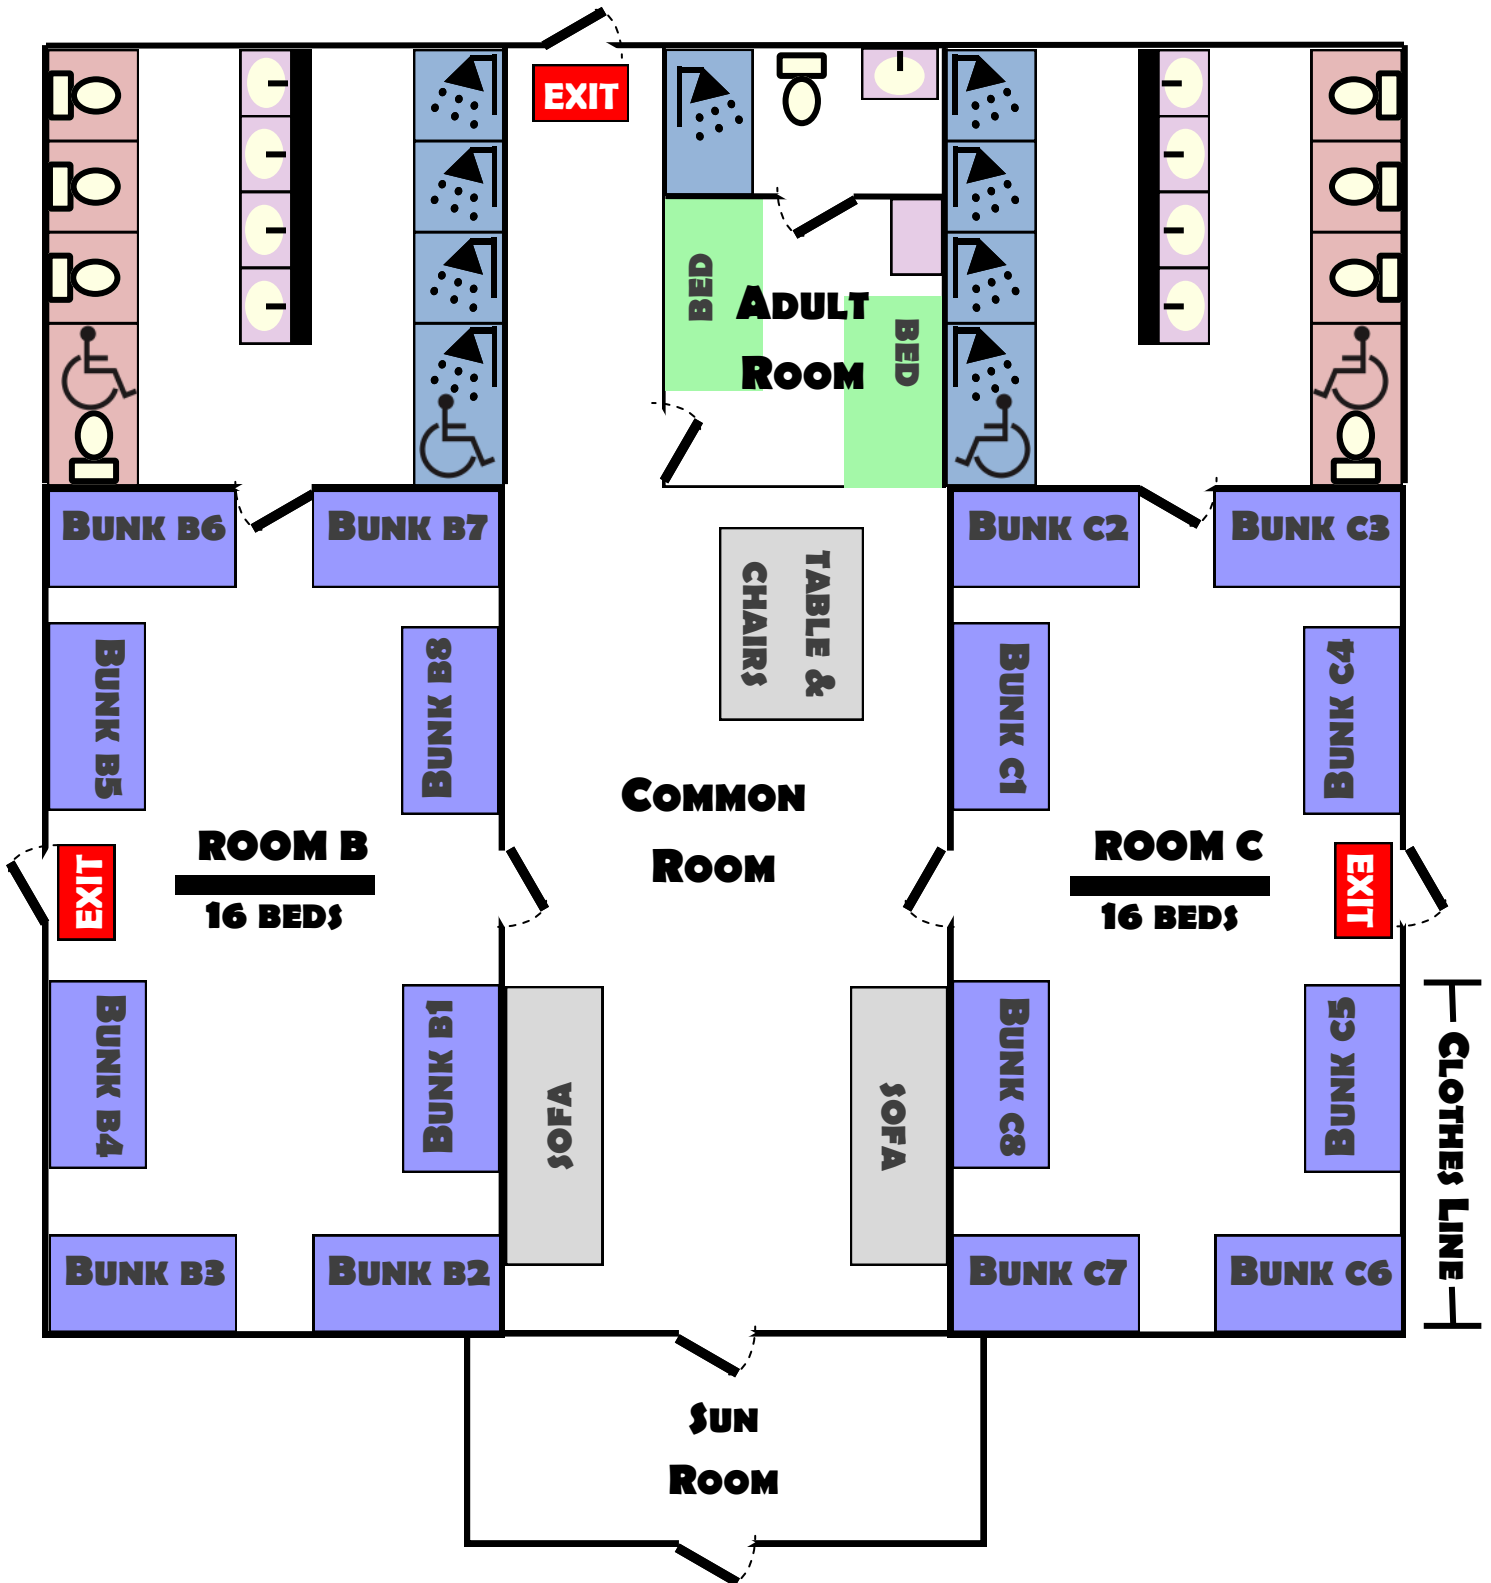 EXIT
BED
ADULT
ROOM
BED
BUNK B6
BUNK B7
BUNK C2
BUNK C3
TABLE &
CHAIRS
BUNK B5
BUNK B8
BUNK C1
BUNK C4
COMMON
ROOM
ROOM B
16 BEDS
ROOM C
16 BEDS
EXIT
EXIT
BUNK B4
BUNK B1
SOFA
SOFA
BUNK C8
BUNK C5
CLOTHES LINE
BUNK B3
BUNK B2
BUNK C7
BUNK C6
SUN
ROOM